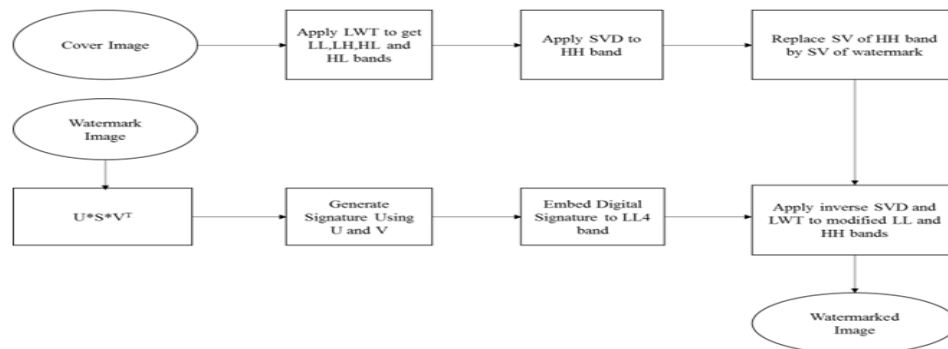 Cover Image
Apply LWT to get
LL,LH,HL and
HL bands
Apply SVD to
HH band
Replace SV of HH band
by SV of watermark
Watermark
Image
U*S*Vᵀ
Generate
Signature Using
U and V
Embed Digital
Signature to LL4
band
Apply inverse SVD and
LWT to modified LL and
HH bands
Watermarked
Image